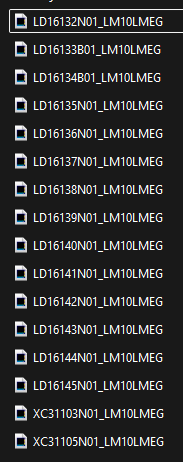 LD16132N01_LM10LMEG
LD16133B01_LM10LMEG
LD16134B01_LM10LMEG
LD16135N01_LM10LMEG
LD16136N01_LM10LMEG
LD16137N01_LM10LMEG
LD16138N01_LM10LMEG
LD16139N01_LM10LMEG
LD16140N01_LM10LMEG
LD16141N01_LM10LMEG
LD16142N01_LM10LMEG
LD16143N01_LM10LMEG
LD16144N01_LM10LMEG
LD16145N01_LM10LMEG
XC31103N01_LM10LMEG
XC31105N01_LM10LMEG